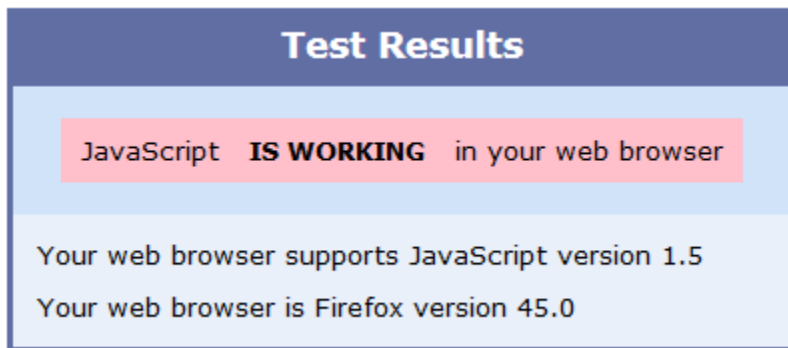 Test Results
JavaScript IS WORKING in your web browser
Your web browser supports JavaScript version 1.5
Your web browser is Firefox version 45.0